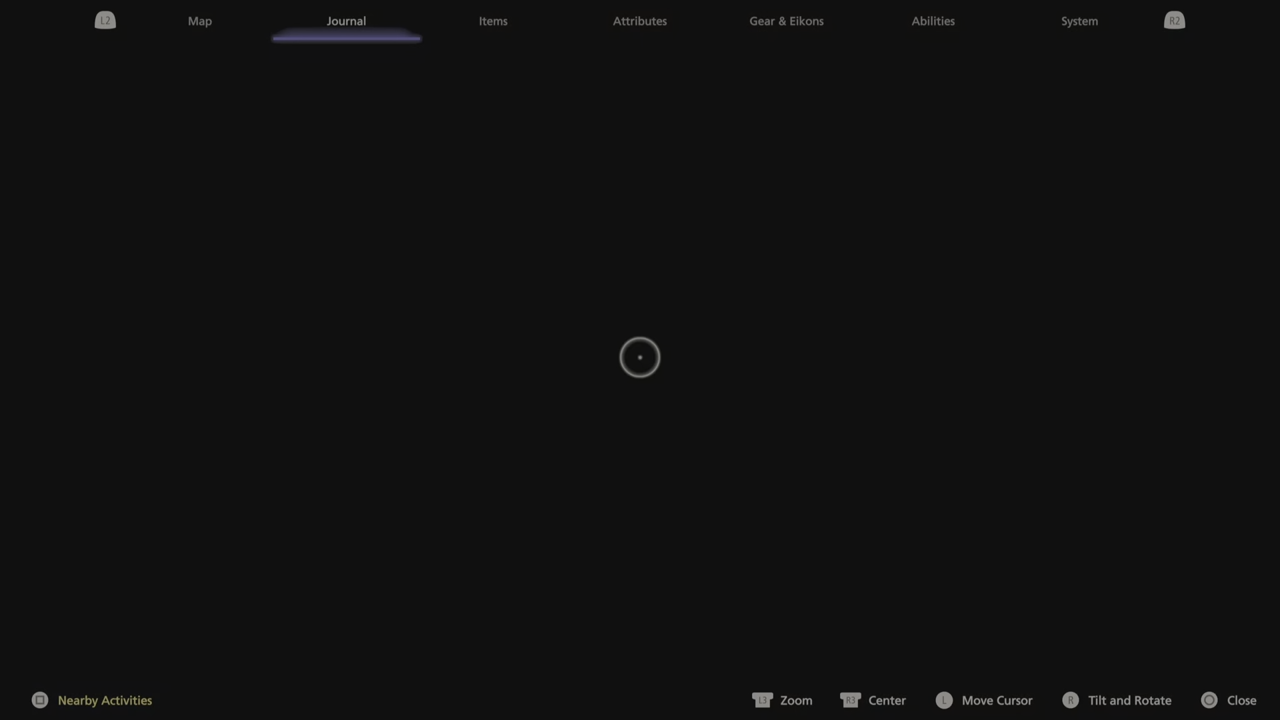 L2 Map Journal Items Attributes Gear & Eikons Abilities System R2
Nearby Activities L3 Zoom R3 Center L Move Cursor R Tilt and Rotate Close